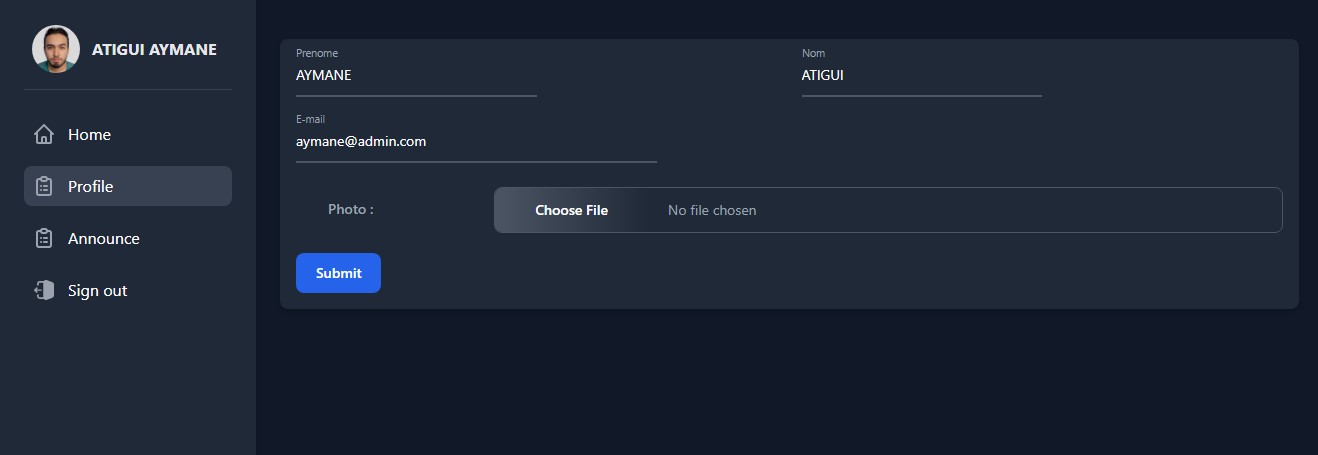 ATIGUI AYMANE
Home
Profile
Announce
Sign out
Prenome
Nom
AYMANE
ATIGUI
E-mail
aymane@admin.com
Photo :
Choose File
No file chosen
Submit